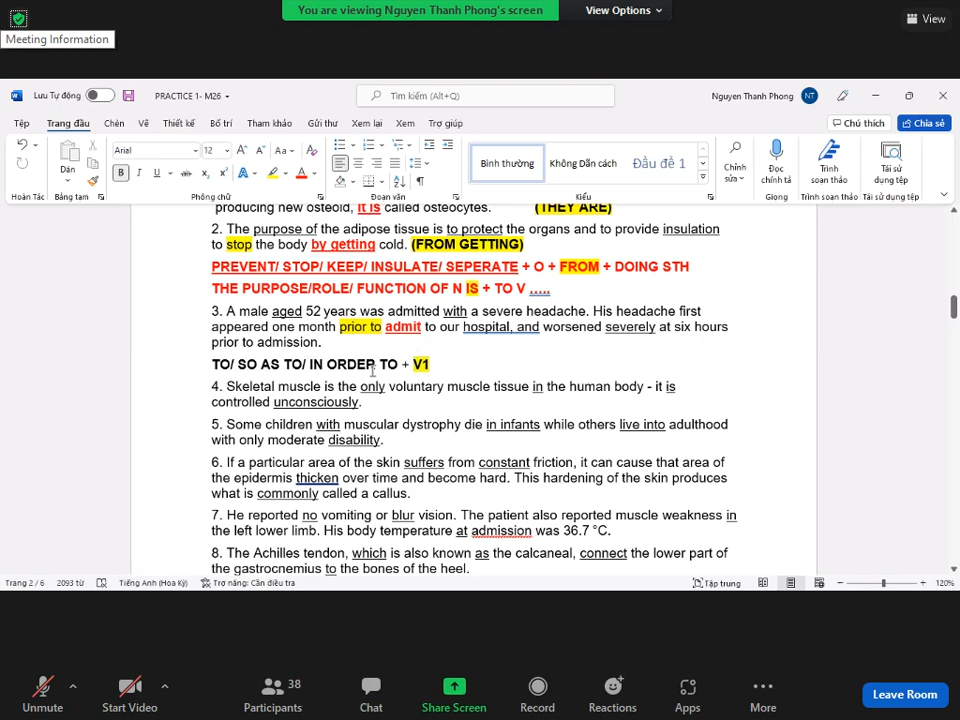 You are viewing Nguyen Thanh Phong's screen
View Options
View
Meeting Information
Lưu Tự động
PRACTICE 1- M26
Tìm kiếm (Alt+Q)
Nguyen Thanh Phong
NT
Tệp
Trang đầu
Chèn
Vẽ
Thiết kế
Bố trí
Tham khảo
Gửi thư
Xem lại
Xem
Trợ giúp
Chú thích
Chia sẻ
Dán
Arial
12
Bình thường
Không Dãn cách
Đầu đề 1
Chỉnh sửa
Đọc chính tả
Trình soạn thảo
Tái sử dụng tệp
Hoàn Tác
Bảng tạm
Phông chữ
Đoạn văn
Kiểu
Giọng
Trình soạn thảo
Tái sử dụng tệp
producing new osteoid, it is called osteocytes. (THEY ARE)
2. The purpose of the adipose tissue is to protect the organs and to provide insulation
to stop the body by getting cold. (FROM GETTING)
PREVENT/ STOP/ KEEP/ INSULATE/ SEPERATE + O + FROM + DOING STH
THE PURPOSE/ROLE/ FUNCTION OF N IS + TO V …..
3. A male aged 52 years was admitted with a severe headache. His headache first
appeared one month prior to admit to our hospital, and worsened severely at six hours
prior to admission.
TO/ SO AS TO/ IN ORDER TO + V1
4. Skeletal muscle is the only voluntary muscle tissue in the human body - it is
controlled unconsciously.
5. Some children with muscular dystrophy die in infants while others live into adulthood
with only moderate disability.
6. If a particular area of the skin suffers from constant friction, it can cause that area of
the epidermis thicken over time and become hard. This hardening of the skin produces
what is commonly called a callus.
7. He reported no vomiting or blur vision. The patient also reported muscle weakness in
the left lower limb. His body temperature at admission was 36.7 °C.
8. The Achilles tendon, which is also known as the calcaneal, connect the lower part of
the gastrocnemius to the bones of the heel.
Trang 2 / 6
2093 từ
Tiếng Anh (Hoa Kỳ)
Trợ năng: Cần điều tra
Tập trung
120%
Unmute
Start Video
38
Participants
Chat
Share Screen
Record
Reactions
Apps
More
Leave Room